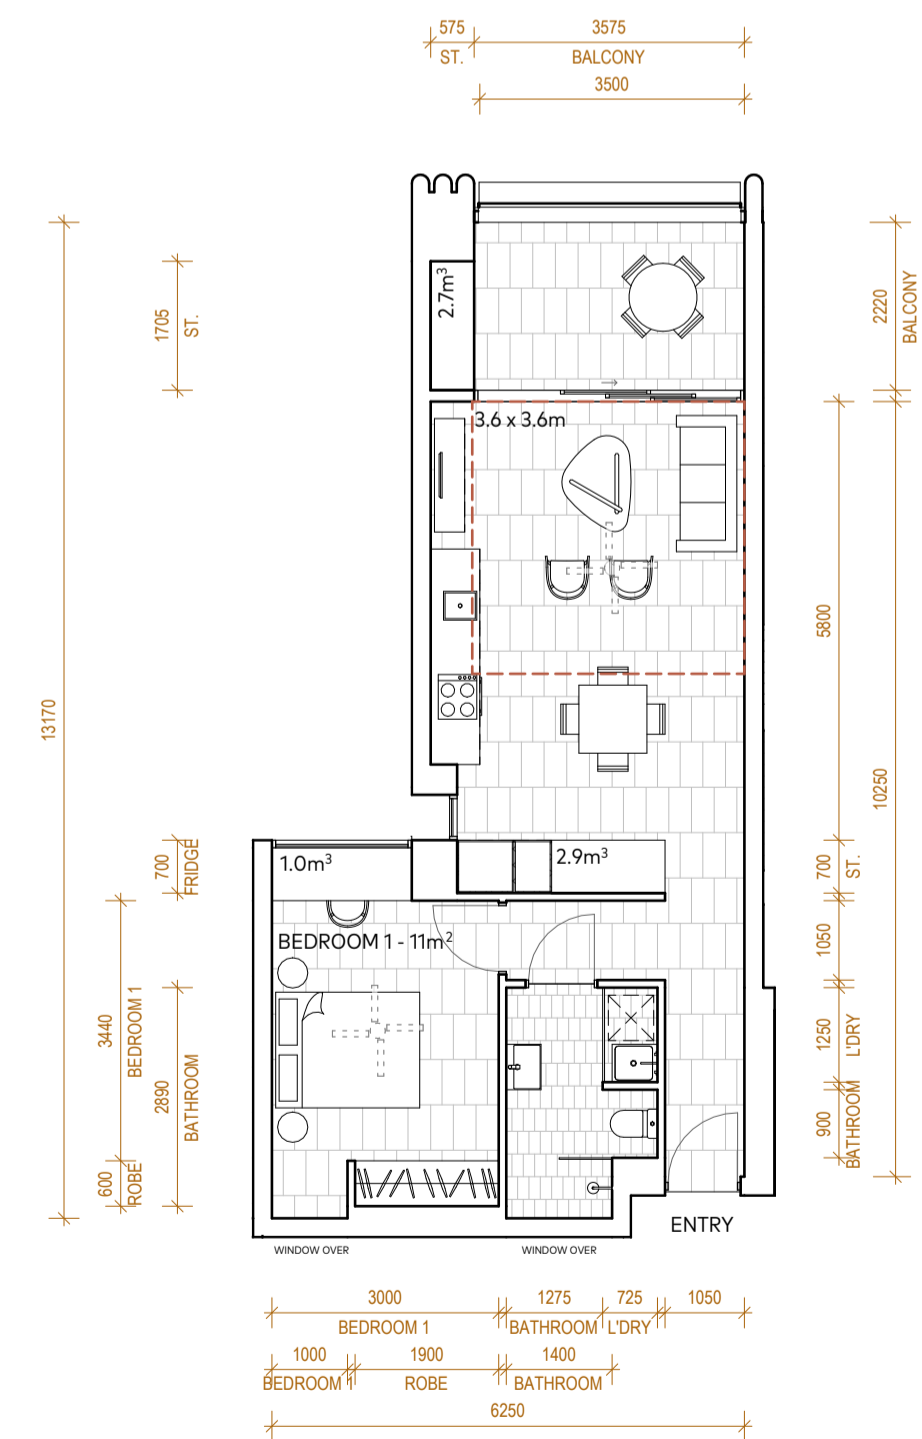 575
3575
ST.
BALCONY
3500
2.7m³
1705
ST.
2220
BALCONY
3.6 x 3.6m
5800
13170
10250
700
FRIDGE
1.0m³
2.9m³
700
ST.
BEDROOM 1 - 11m²
1050
3440
BEDROOM 1
2890
BATHROOM
1250
L'DRY
900
BATHROOM
600
ROBE
ENTRY
WINDOW OVER
WINDOW OVER
3000
1275
725
1050
BEDROOM 1
BATHROOM
L'DRY
1000
1900
1400
BEDROOM 1
ROBE
BATHROOM
6250